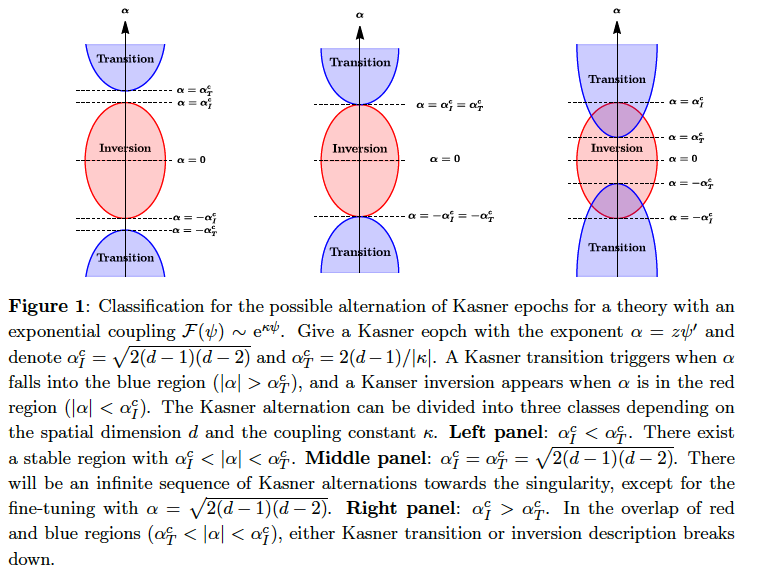 α
α
α
Transition
Transition
Transition
α = α_T^c
α = α_I^c
α = α_I^c = α_T^c
α = α_I^c
α = α_T^c
Inversion
Inversion
Inversion
α = 0
α = 0
α = 0
α = −α_T^c
α = −α_I^c
α = −α_T^c
α = −α_I^c = −α_T^c
α = −α_I^c
Transition
Transition
Transition
Figure 1: Classification for the possible alternation of Kasner epochs for a theory with an
exponential coupling F(ψ) ∼ e^{κψ}. Give a Kasner eopch with the exponent α = zψ′ and
denote α_I^c = √(2(d − 1)(d − 2)) and α_T^c = 2(d−1)/|κ|. A Kasner transition triggers when α
falls into the blue region (|α| > α_T^c), and a Kanser inversion appears when α is in the red
region (|α| < α_I^c). The Kasner alternation can be divided into three classes depending on
the spatial dimension d and the coupling constant κ. Left panel: α_I^c < α_T^c. There exist
a stable region with α_I^c < |α| < α_T^c. Middle panel: α_I^c = α_T^c = √(2(d − 1)(d − 2)). There
will be an infinite sequence of Kasner alternations towards the singularity, except for the
fine-tuning with α = √(2(d − 1)(d − 2)). Right panel: α_I^c > α_T^c. In the overlap of red
and blue regions (α_T^c < |α| < α_I^c), either Kasner transition or inversion description breaks
down.